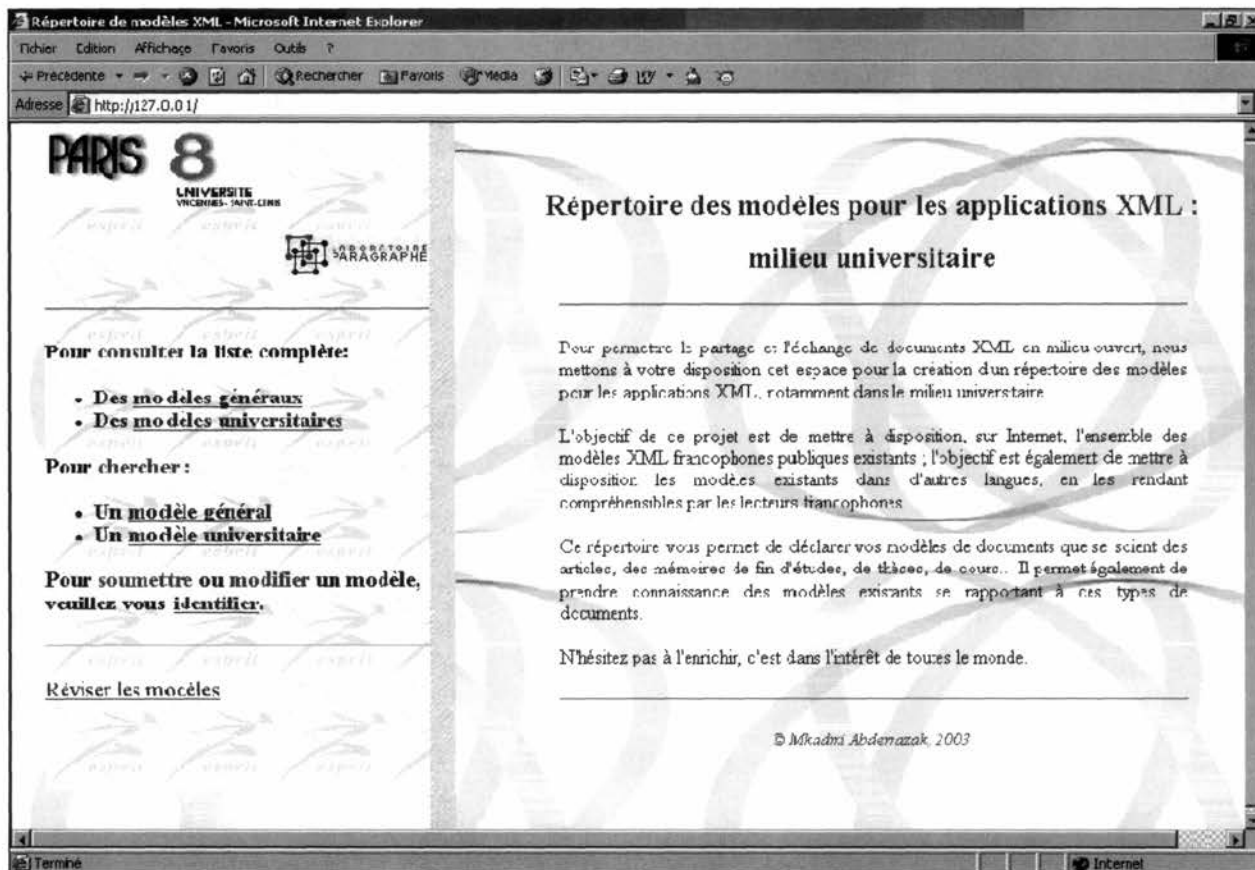 Répertoire de modèles XML - Microsoft Internet Explorer
Fichier Edition Affichage Favoris Outils ?
Précédente Rechercher Favoris Média
Adresse http://127.0.0.1/
PARIS 8
UNIVERSITE
VINCENNES-SAINT-DENIS
LABORATOIRE
PARAGRAPHE
Pour consulter la liste complète:
• Des modèles généraux
• Des modèles universitaires
Pour chercher :
• Un modèle général
• Un modèle universitaire
Pour soumettre ou modifier un modèle,
veuillez vous identifier.
Réviser les modèles
Répertoire des modèles pour les applications XML :
milieu universitaire
Pour permettre le partage et l'échange de documents XML en milieu ouvert, nous
mettons à votre disposition cet espace pour la création d'un répertoire des modèles
pour les applications XML, notamment dans le milieu universitaire
L'objectif de ce projet est de mettre à disposition, sur Internet, l'ensemble des
modèles XML francophones publiques existants ; l'objectif est également de mettre à
disposition les modèles existants dans d'autres langues, en les rendant
compréhensibles par les lecteurs francophones
Ce répertoire vous permet de déclarer vos modèles de documents que se soient des
articles, des mémoires de fin d'études, de thèses, de cours.. Il permet également de
prendre connaissance des modèles existants se rapportant à ces types de
documents.
N'hésitez pas à l'enrichir, c'est dans l'intérêt de toutes le monde.
© Mkadmi Abderrazak, 2003
Terminé
Internet